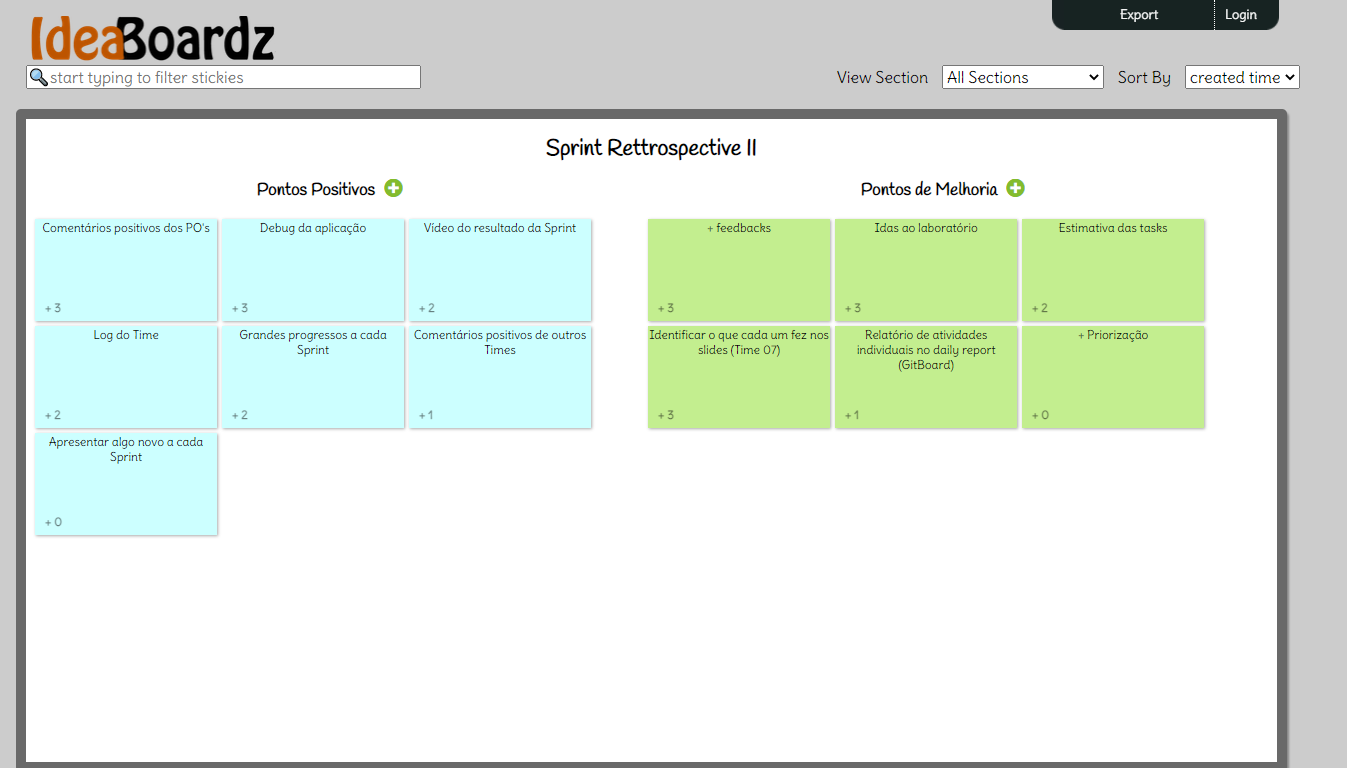 Export
Login
IdeaBoardz
start typing to filter stickies
View Section
All Sections
Sort By
created time
Sprint Rettrospective II
Pontos Positivos
Comentários positivos dos PO's
+ 3
Debug da aplicação
+ 3
Vídeo do resultado da Sprint
+ 2
Log do Time
+ 2
Grandes progressos a cada
Sprint
+ 2
Comentários positivos de outros
Times
+ 1
Apresentar algo novo a cada
Sprint
+ 0
Pontos de Melhoria
+ feedbacks
+ 3
Idas ao laboratório
+ 3
Estimativa das tasks
+ 2
Identificar o que cada um fez nos
slides (Time 07)
+ 3
Relatório de atividades
individuais no daily report
(GitBoard)
+ 1
+ Priorização
+ 0